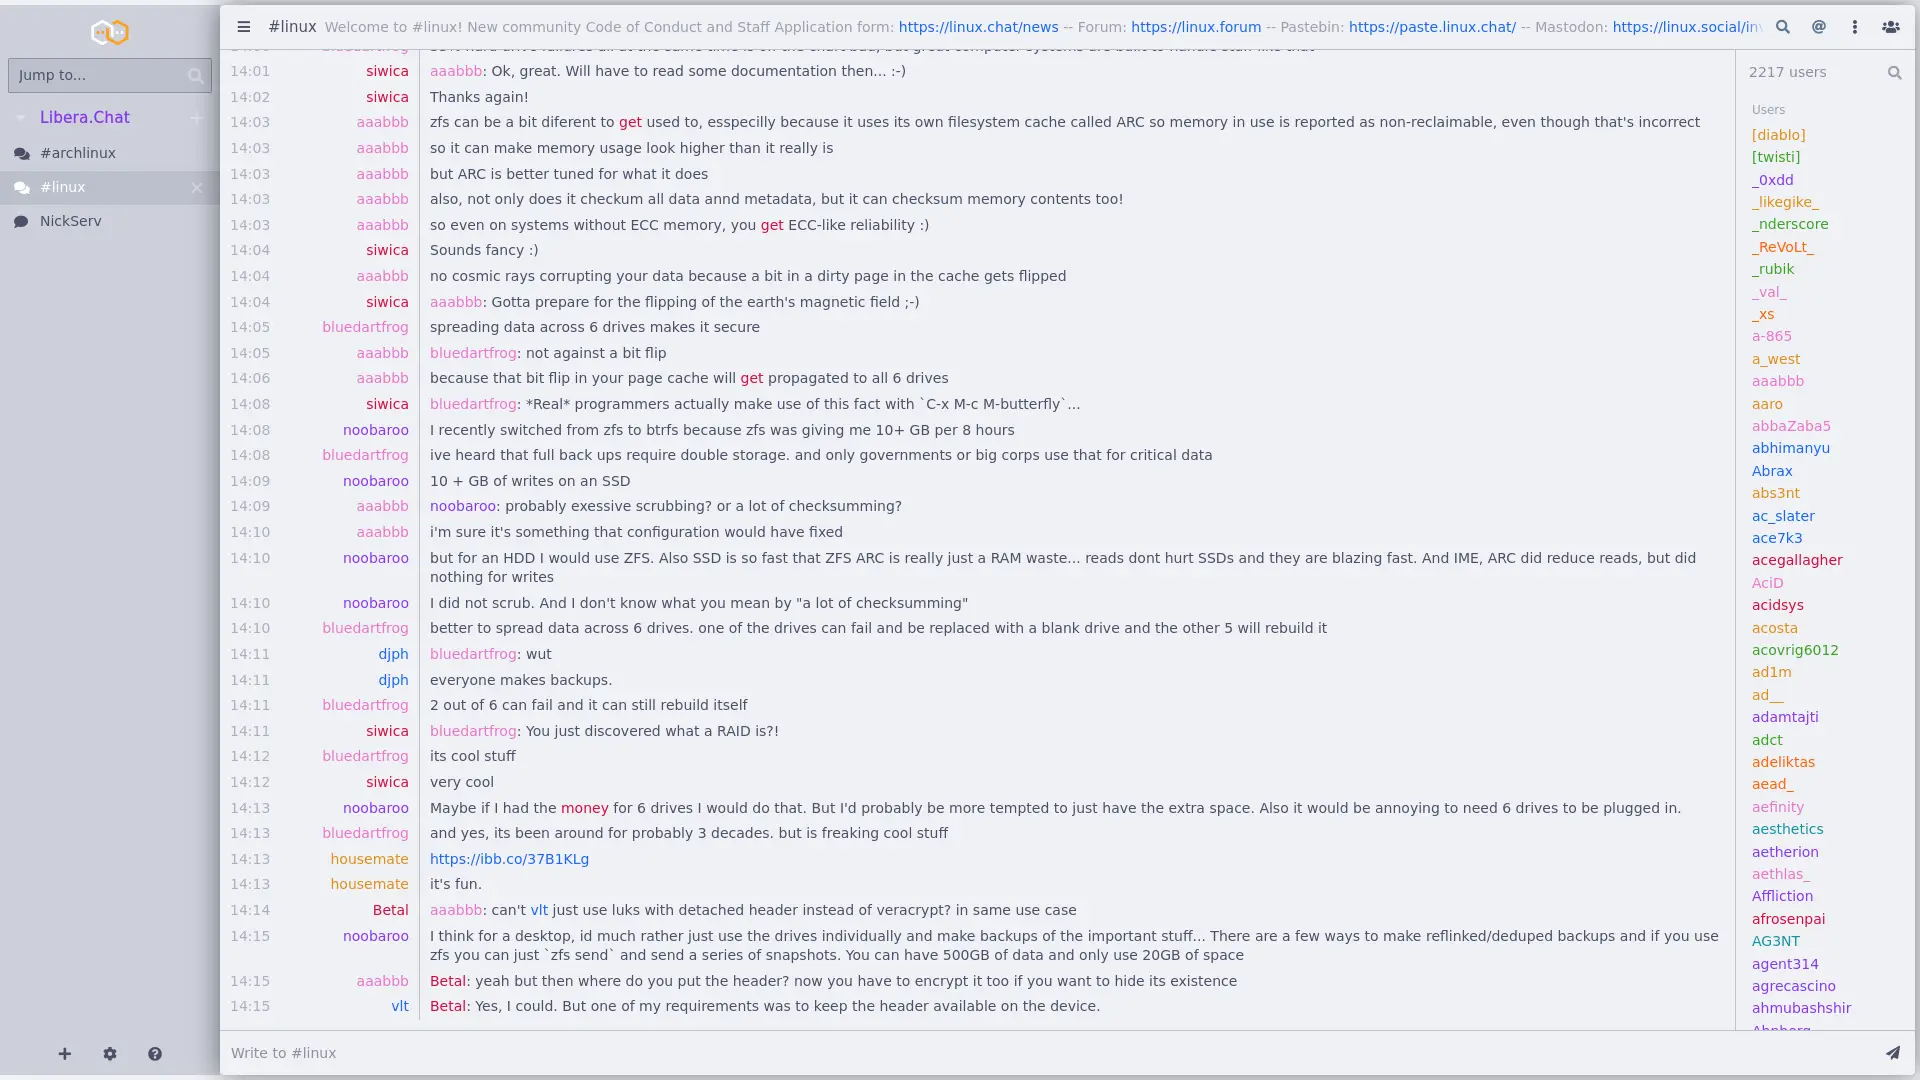 Jump to...
Libera.Chat
#archlinux
#linux
NickServ
#linux Welcome to #linux! New community Code of Conduct and Staff Application form: https://linux.chat/news -- Forum: https://linux.forum -- Pastebin: https://paste.linux.chat/ -- Mastodon: https://linux.social/inv
14:01 siwica aaabbb: Ok, great. Will have to read some documentation then... :-)
14:02 siwica Thanks again!
14:03 aaabbb zfs can be a bit diferent to get used to, esspecilly because it uses its own filesystem cache called ARC so memory in use is reported as non-reclaimable, even though that's incorrect
14:03 aaabbb so it can make memory usage look higher than it really is
14:03 aaabbb but ARC is better tuned for what it does
14:03 aaabbb also, not only does it checkum all data annd metadata, but it can checksum memory contents too!
14:03 aaabbb so even on systems without ECC memory, you get ECC-like reliability :)
14:04 siwica Sounds fancy :)
14:04 aaabbb no cosmic rays corrupting your data because a bit in a dirty page in the cache gets flipped
14:04 siwica aaabbb: Gotta prepare for the flipping of the earth's magnetic field ;-)
14:05 bluedartfrog spreading data across 6 drives makes it secure
14:05 aaabbb bluedartfrog: not against a bit flip
14:06 aaabbb because that bit flip in your page cache will get propagated to all 6 drives
14:08 siwica bluedartfrog: *Real* programmers actually make use of this fact with `C-x M-c M-butterfly`...
14:08 noobaroo I recently switched from zfs to btrfs because zfs was giving me 10+ GB per 8 hours
14:08 bluedartfrog ive heard that full back ups require double storage. and only governments or big corps use that for critical data
14:09 noobaroo 10 + GB of writes on an SSD
14:09 aaabbb noobaroo: probably exessive scrubbing? or a lot of checksumming?
14:10 aaabbb i'm sure it's something that configuration would have fixed
14:10 noobaroo but for an HDD I would use ZFS. Also SSD is so fast that ZFS ARC is really just a RAM waste... reads dont hurt SSDs and they are blazing fast. And IME, ARC did reduce reads, but did
nothing for writes
14:10 noobaroo I did not scrub. And I don't know what you mean by "a lot of checksumming"
14:10 bluedartfrog better to spread data across 6 drives. one of the drives can fail and be replaced with a blank drive and the other 5 will rebuild it
14:11 djph bluedartfrog: wut
14:11 djph everyone makes backups.
14:11 bluedartfrog 2 out of 6 can fail and it can still rebuild itself
14:11 siwica bluedartfrog: You just discovered what a RAID is?!
14:12 bluedartfrog its cool stuff
14:12 siwica very cool
14:13 noobaroo Maybe if I had the money for 6 drives I would do that. But I'd probably be more tempted to just have the extra space. Also it would be annoying to need 6 drives to be plugged in.
14:13 bluedartfrog and yes, its been around for probably 3 decades. but is freaking cool stuff
14:13 housemate https://ibb.co/37B1KLg
14:13 housemate it's fun.
14:14 Betal aaabbb: can't vlt just use luks with detached header instead of veracrypt? in same use case
14:15 noobaroo I think for a desktop, id much rather just use the drives individually and make backups of the important stuff... There are a few ways to make reflinked/deduped backups and if you use
zfs you can just `zfs send` and send a series of snapshots. You can have 500GB of data and only use 20GB of space
14:15 aaabbb Betal: yeah but then where do you put the header? now you have to encrypt it too if you want to hide its existence
14:15 vlt Betal: Yes, I could. But one of my requirements was to keep the header available on the device.
Write to #linux
2217 users
Users
[diablo]
[twisti]
_0xdd
_likegike_
_nderscore
_ReVoLt_
_rubik
_val_
_xs
a-865
a_west
aaabbb
aaro
abbaZaba5
abhimanyu
Abrax
abs3nt
ac_slater
ace7k3
acegallagher
AciD
acidsys
acosta
acovrig6012
ad1m
ad__
adamtajti
adct
adeliktas
aead_
aefinity
aesthetics
aetherion
aethlas_
Affliction
afrosenpai
AG3NT
agent314
agrecascino
ahmubashshir